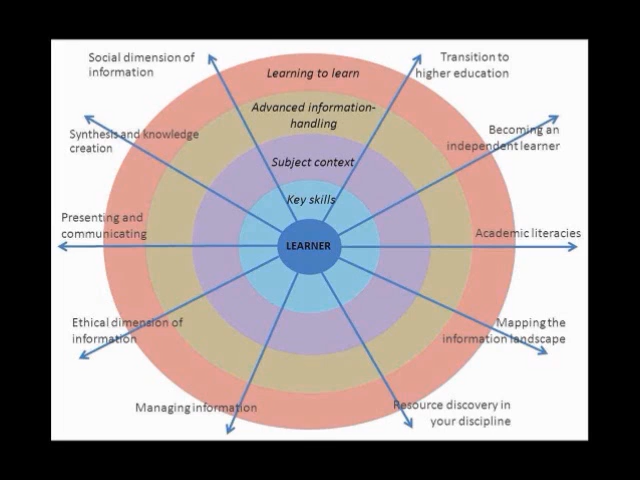 Social dimension of
information
Transition to
higher education
Learning to learn
Advanced information-
handling
Synthesis and knowledge
creation
Becoming an
independent learner
Subject context
Key skills
Presenting and
communicating
LEARNER
Academic literacies
Ethical dimension of
information
Mapping the
information landscape
Managing information
Resource discovery in
your discipline